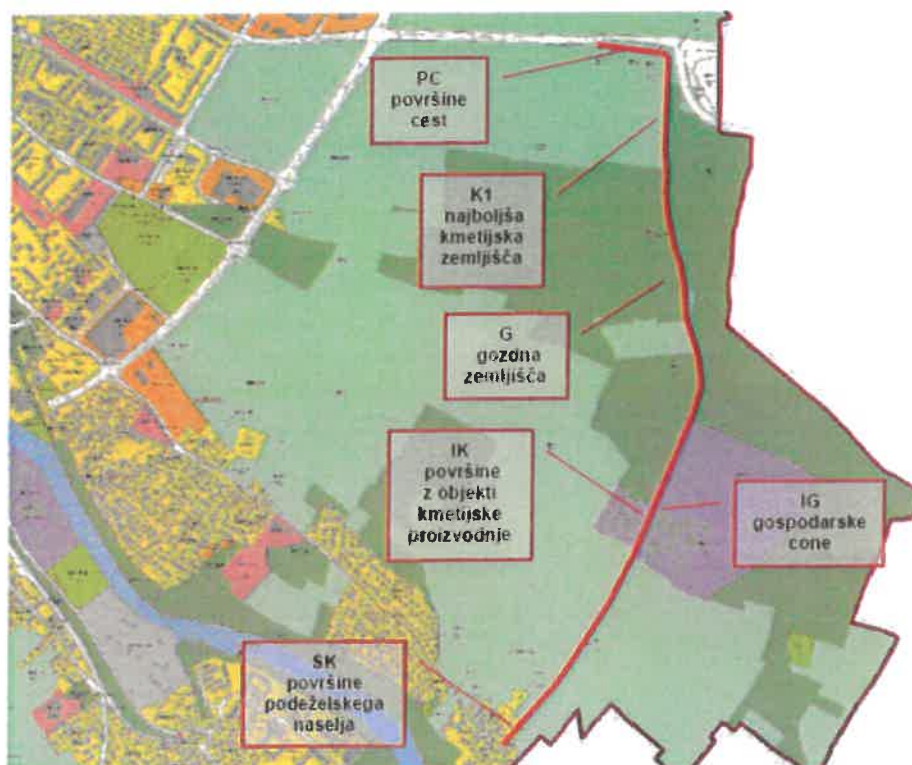 PC
površine
cest
K1
najboljša
kmetijska
zemljišča
G
gozdna
zemljišča
IK
površine
z objekti
kmetijske
proizvodnje
IG
gospodarske
cone
SK
površine
podeželskega
naselja